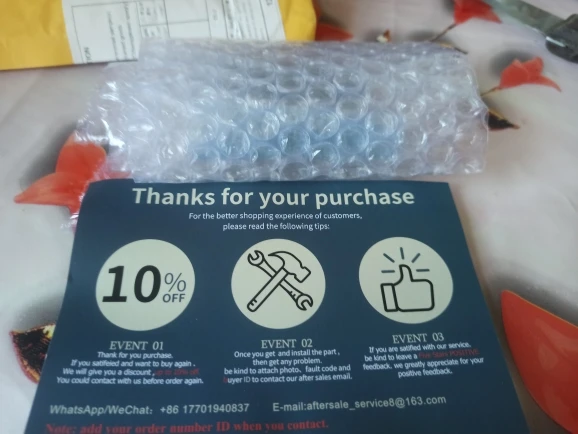 Thanks for your purchase
For the better shopping experience of customers,
please read the following tips:
10% OFF
EVENT 01
Thank for you purchase.
If you satifeied and want to buy again .
We will give you a discount ,
You could contact with us before order again.
EVENT 02
Once you get and install the part ,
then get any problem.
be kind to attach photo, fault code and
Buyer ID to contact our after sales email.
EVENT 03
If you are satified with our service.
be kind to leave a Five Stars POSITIVE
feedback. we greatly appreciate for your
positive feedback.
WhatsApp/WeChat: +86 17701940837 E-mail:aftersale_service8@163.com
Note: add your order number ID when you contact.